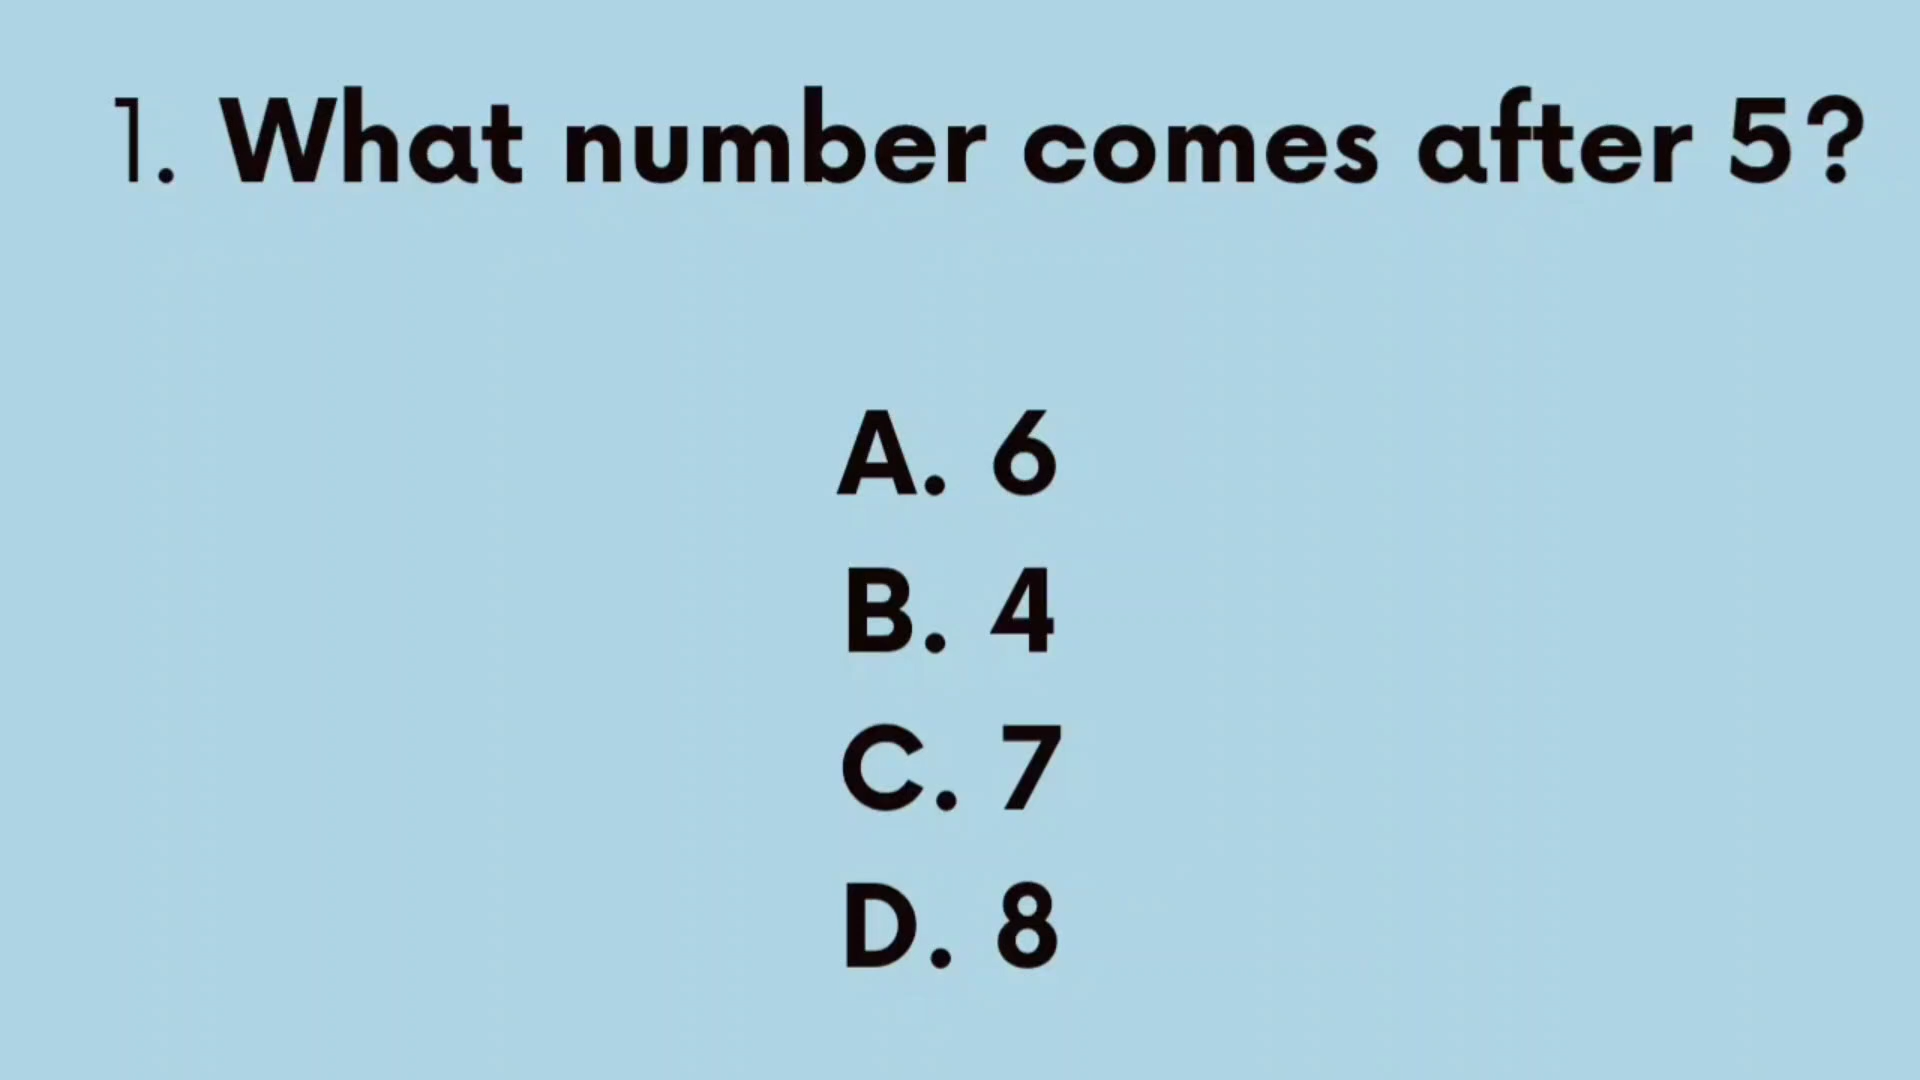 1. What number comes after 5?
A. 6
B. 4
C. 7
D. 8